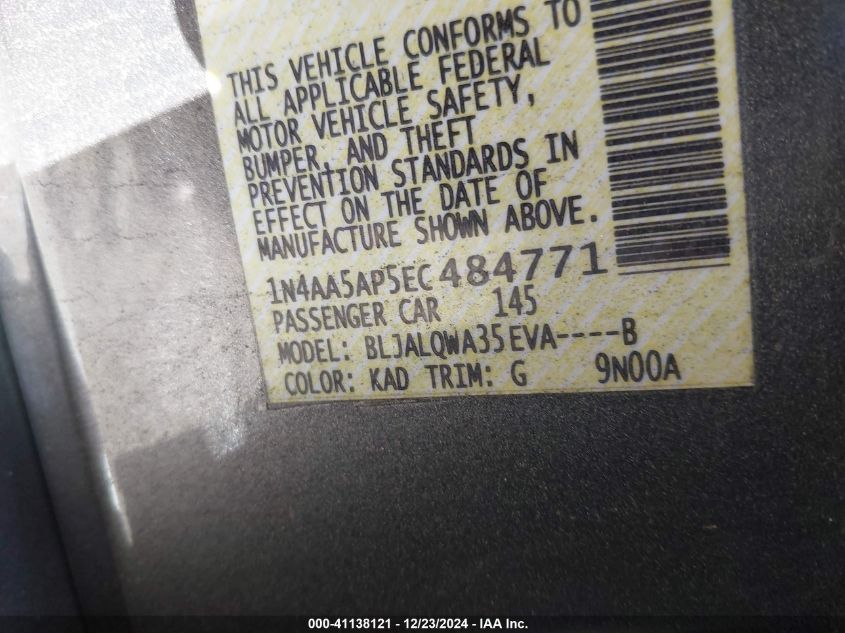 THIS VEHICLE CONFORMS TO
ALL APPLICABLE FEDERAL
MOTOR VEHICLE SAFETY,
BUMPER, AND THEFT
PREVENTION STANDARDS IN
EFFECT ON THE DATE OF
MANUFACTURE SHOWN ABOVE.
1N4AA5AP5EC484771
PASSENGER CAR 145
MODEL: BLJALQWA35EVA----B
COLOR: KAD TRIM: G 9N00A
000-41138121 - 12/23/2024 - IAA Inc.